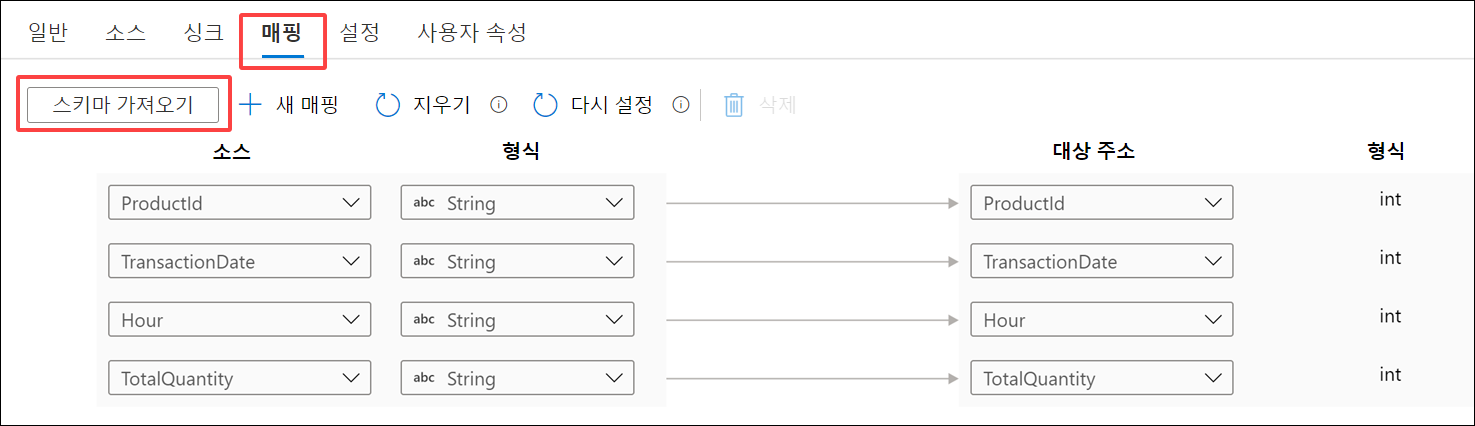 일반 소스 싱크 매핑 설정 사용자 속성
스키마 가져오기 새 매핑 지우기 다시 설정 삭제
소스 형식 대상 주소 형식
ProductId abc String ProductId int
TransactionDate abc String TransactionDate int
Hour abc String Hour int
TotalQuantity abc String TotalQuantity int